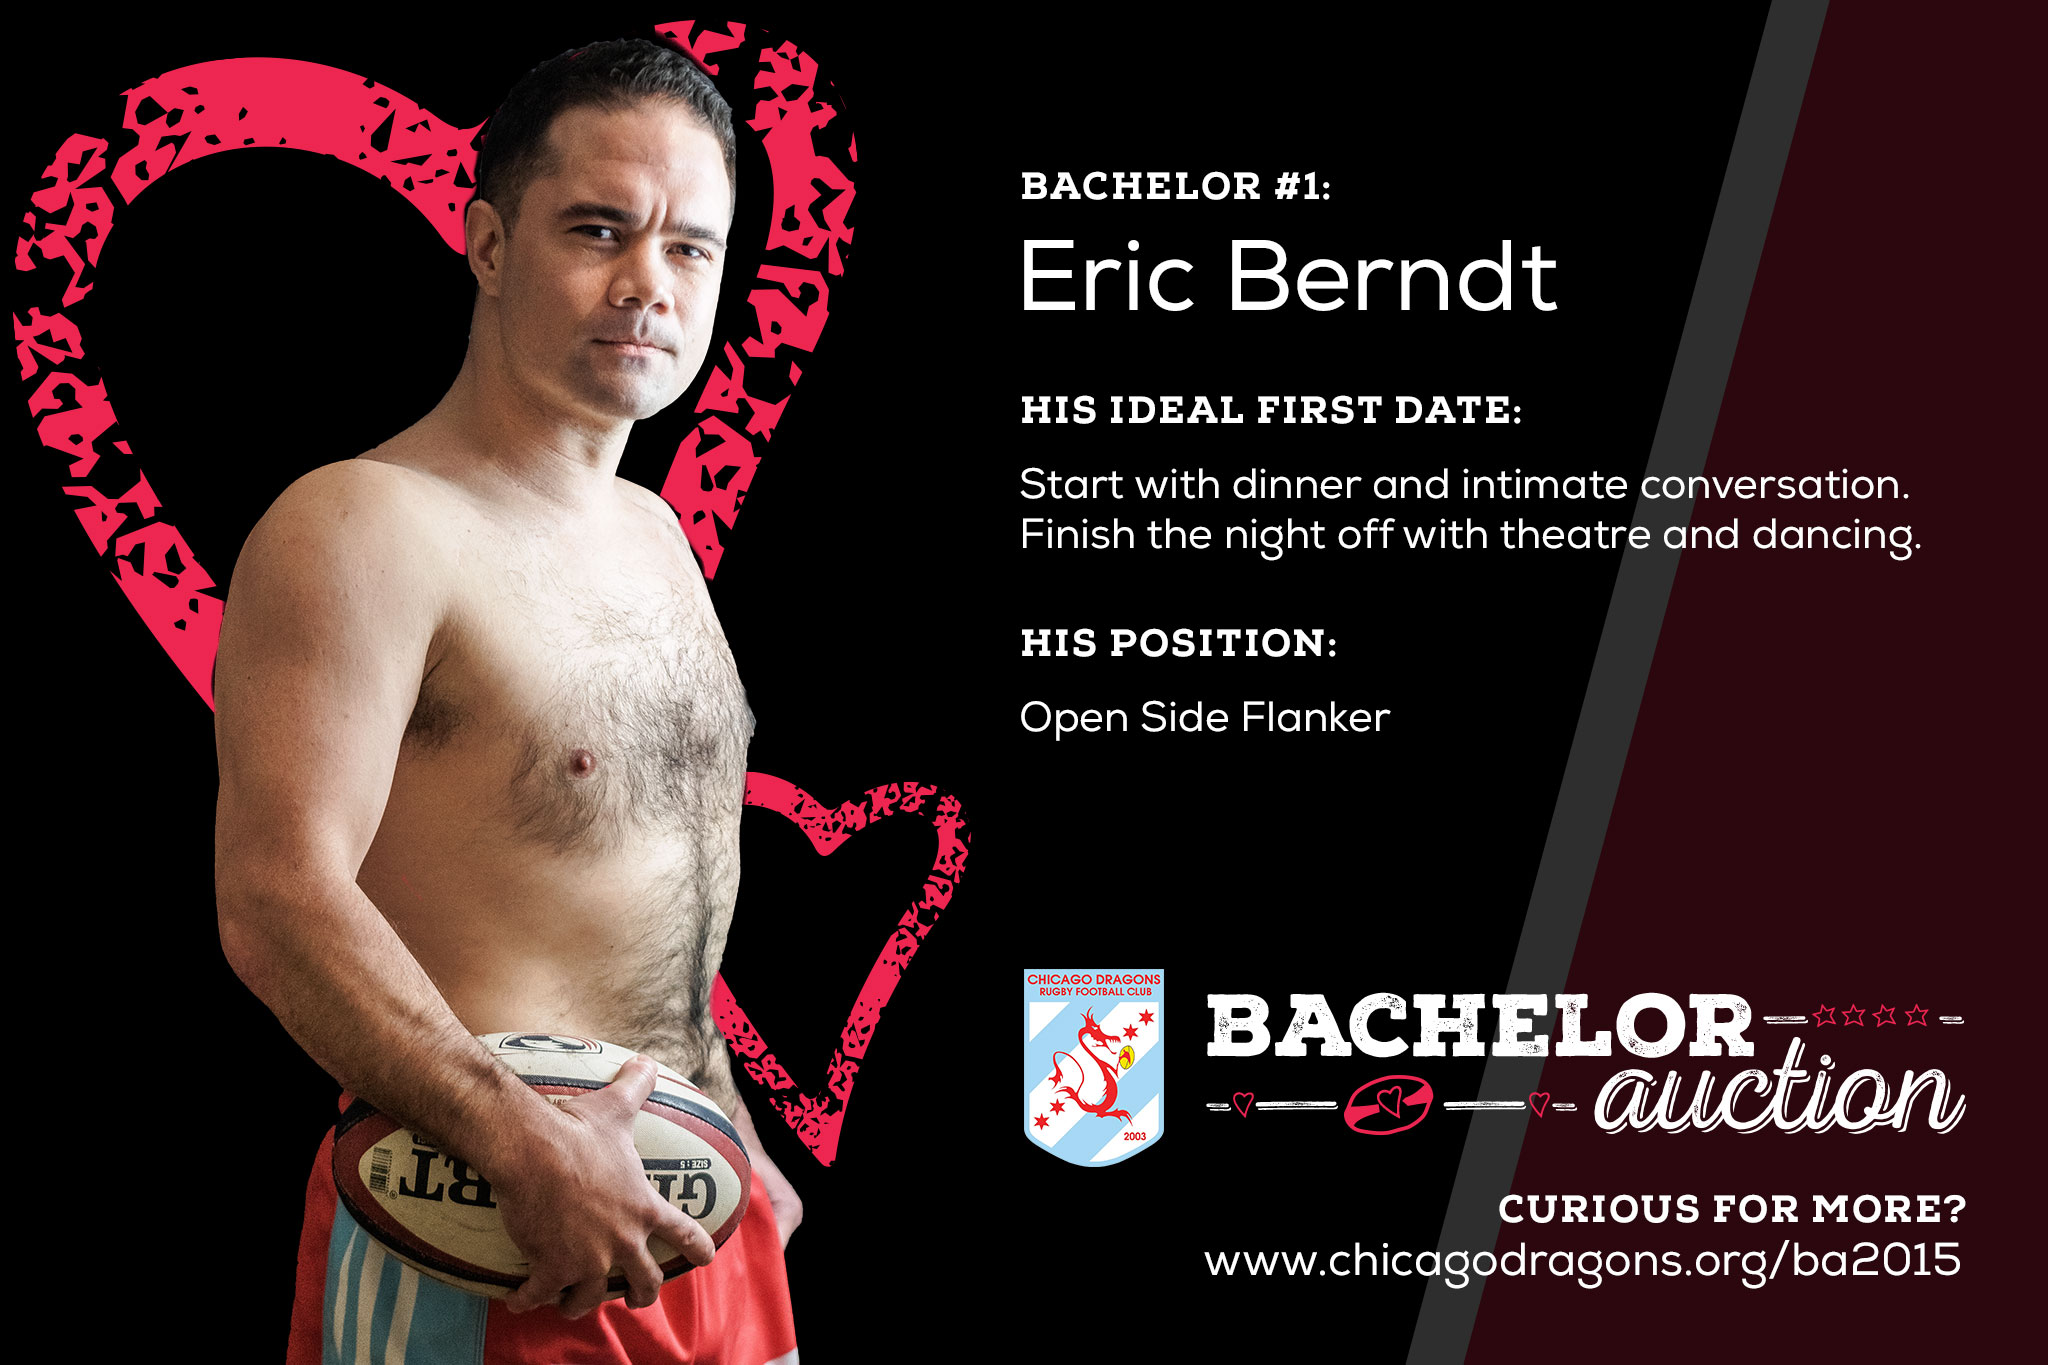 BACHELOR #1:
Eric Berndt
HIS IDEAL FIRST DATE:
Start with dinner and intimate conversation.
Finish the night off with theatre and dancing.
HIS POSITION:
Open Side Flanker
CHICAGO DRAGONS
RUGBY FOOTBALL CLUB
2003
BACHELOR
auction
CURIOUS FOR MORE?
www.chicagodragons.org/ba2015
SIZE: 5